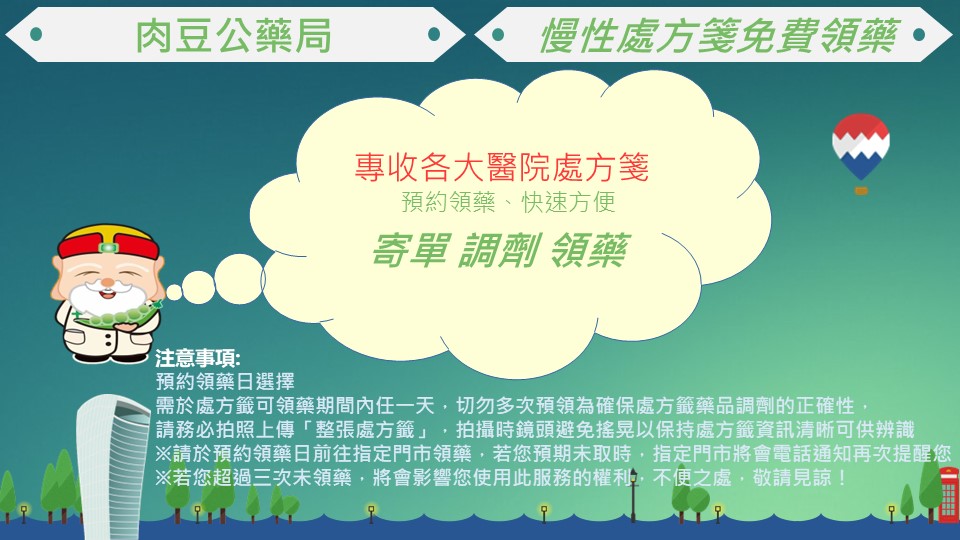 肉豆公藥局
慢性處方箋免費領藥
專收各大醫院處方箋
預約領藥、快速方便
寄單 調劑 領藥
注意事項:
預約領藥日選擇
需於處方籤可領藥期間內任一天，切勿多次預領為確保處方籤藥品調劑的正確性，
請務必拍照上傳「整張處方籤」，拍攝時鏡頭避免搖晃以保持處方籤資訊清晰可供辨識
※請於預約領藥日前往指定門市領藥，若您預期未取時，指定門市將會電話通知再次提醒您
※若您超過三次未領藥，將會影響您使用此服務的權利，不便之處，敬請見諒！